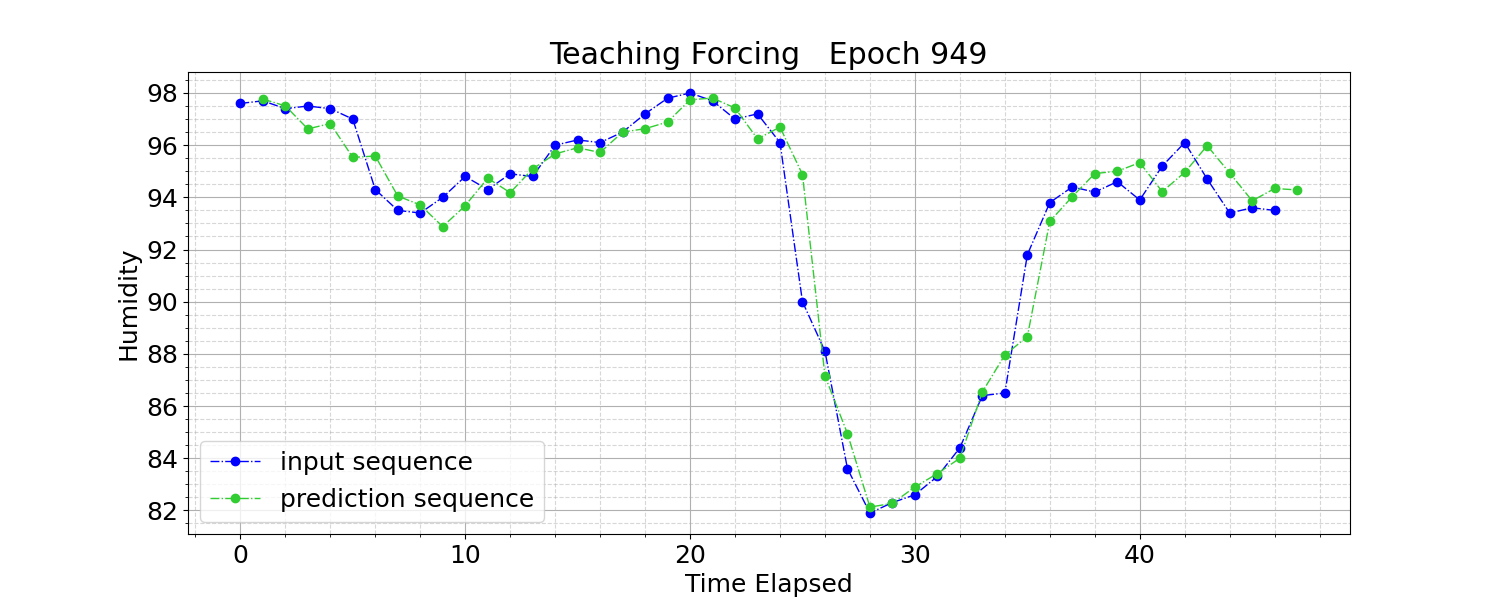 Teaching Forcing   Epoch 949
98
96
94
92
90
88
86
84
82
Humidity
input sequence
prediction sequence
0 10 20 30 40
Time Elapsed